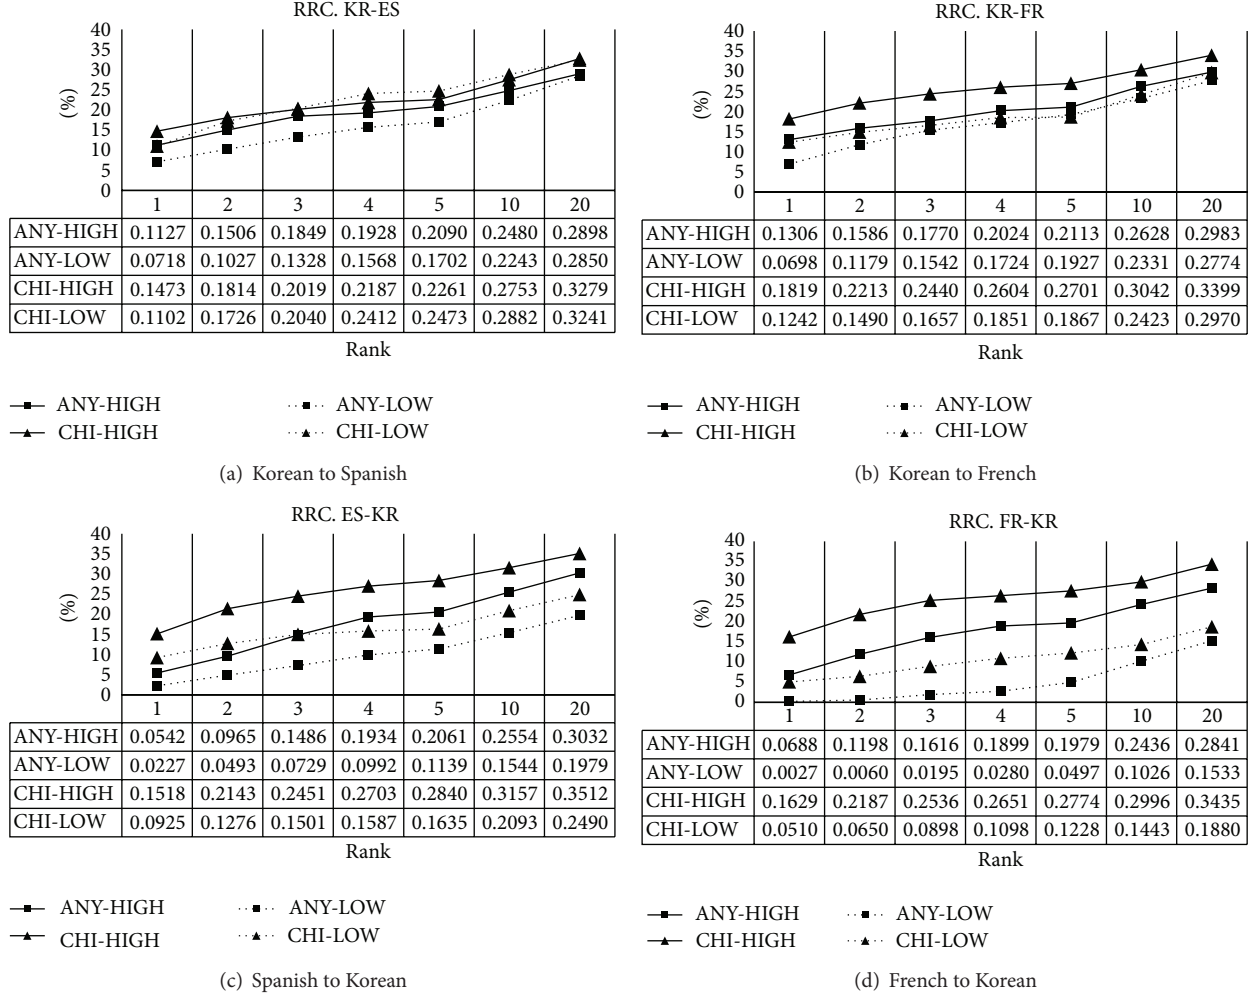 RRC. KR-ES
40
35
30
25
20
15
10
5
0
(%)
1 2 3 4 5 10 20
ANY-HIGH 0.1127 0.1506 0.1849 0.1928 0.2090 0.2480 0.2898
ANY-LOW 0.0718 0.1027 0.1328 0.1568 0.1702 0.2243 0.2850
CHI-HIGH 0.1473 0.1814 0.2019 0.2187 0.2261 0.2753 0.3279
CHI-LOW 0.1102 0.1726 0.2040 0.2412 0.2473 0.2882 0.3241
Rank
ANY-HIGH ANY-LOW
CHI-HIGH CHI-LOW
(a) Korean to Spanish
RRC. KR-FR
40
35
30
25
20
15
10
5
0
(%)
1 2 3 4 5 10 20
ANY-HIGH 0.1306 0.1586 0.1770 0.2024 0.2113 0.2628 0.2983
ANY-LOW 0.0698 0.1179 0.1542 0.1724 0.1927 0.2331 0.2774
CHI-HIGH 0.1819 0.2213 0.2440 0.2604 0.2701 0.3042 0.3399
CHI-LOW 0.1242 0.1490 0.1657 0.1851 0.1867 0.2423 0.2970
Rank
ANY-HIGH ANY-LOW
CHI-HIGH CHI-LOW
(b) Korean to French
RRC. ES-KR
40
35
30
25
20
15
10
5
0
(%)
1 2 3 4 5 10 20
ANY-HIGH 0.0542 0.0965 0.1486 0.1934 0.2061 0.2554 0.3032
ANY-LOW 0.0227 0.0493 0.0729 0.0992 0.1139 0.1544 0.1979
CHI-HIGH 0.1518 0.2143 0.2451 0.2703 0.2840 0.3157 0.3512
CHI-LOW 0.0925 0.1276 0.1501 0.1587 0.1635 0.2093 0.2490
Rank
ANY-HIGH ANY-LOW
CHI-HIGH CHI-LOW
(c) Spanish to Korean
RRC. FR-KR
40
35
30
25
20
15
10
5
0
(%)
1 2 3 4 5 10 20
ANY-HIGH 0.0688 0.1198 0.1616 0.1899 0.1979 0.2436 0.2841
ANY-LOW 0.0027 0.0060 0.0195 0.0280 0.0497 0.1026 0.1533
CHI-HIGH 0.1629 0.2187 0.2536 0.2651 0.2774 0.2996 0.3435
CHI-LOW 0.0510 0.0650 0.0898 0.1098 0.1228 0.1443 0.1880
Rank
ANY-HIGH ANY-LOW
CHI-HIGH CHI-LOW
(d) French to Korean